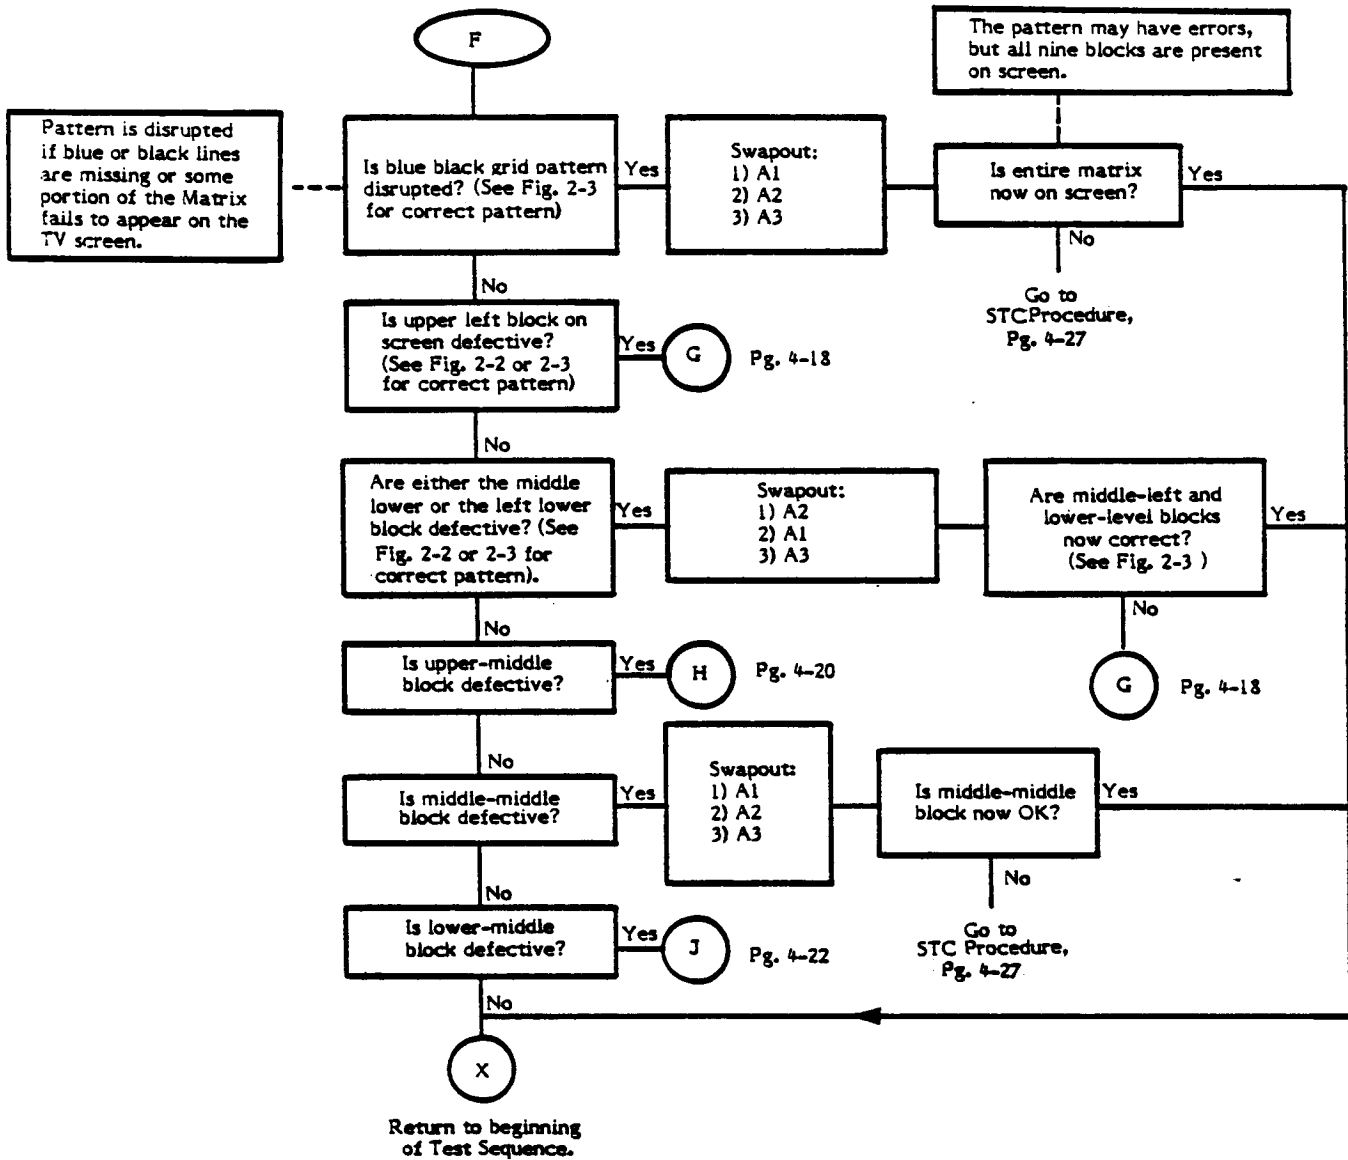 F
The pattern may have errors,
but all nine blocks are present
on screen.
Pattern is disrupted
if blue or black lines
are missing or some
portion of the Matrix
fails to appear on the
TV screen.
Is blue black grid pattern
disrupted? (See Fig. 2-3
for correct pattern)
Yes
Swapout:
1) A1
2) A2
3) A3
Is entire matrix
now on screen?
Yes
No
Go to
STC Procedure,
Pg. 4-27
No
Is upper left block on
screen defective?
(See Fig. 2-2 or 2-3
for correct pattern)
Yes
G
Pg. 4-18
No
Are either the middle
lower or the left lower
block defective? (See
Fig. 2-2 or 2-3 for
correct pattern).
Yes
Swapout:
1) A2
2) A1
3) A3
Are middle-left and
lower-level blocks
now correct?
(See Fig. 2-3 )
Yes
No
G
Pg. 4-18
No
Is upper-middle
block defective?
Yes
H
Pg. 4-20
No
Is middle-middle
block defective?
Yes
Swapout:
1) A1
2) A2
3) A3
Is middle-middle
block now OK?
Yes
No
Go to
STC Procedure,
Pg. 4-27
No
Is lower-middle
block defective?
Yes
J
Pg. 4-22
No
X
Return to beginning
of Test Sequence.